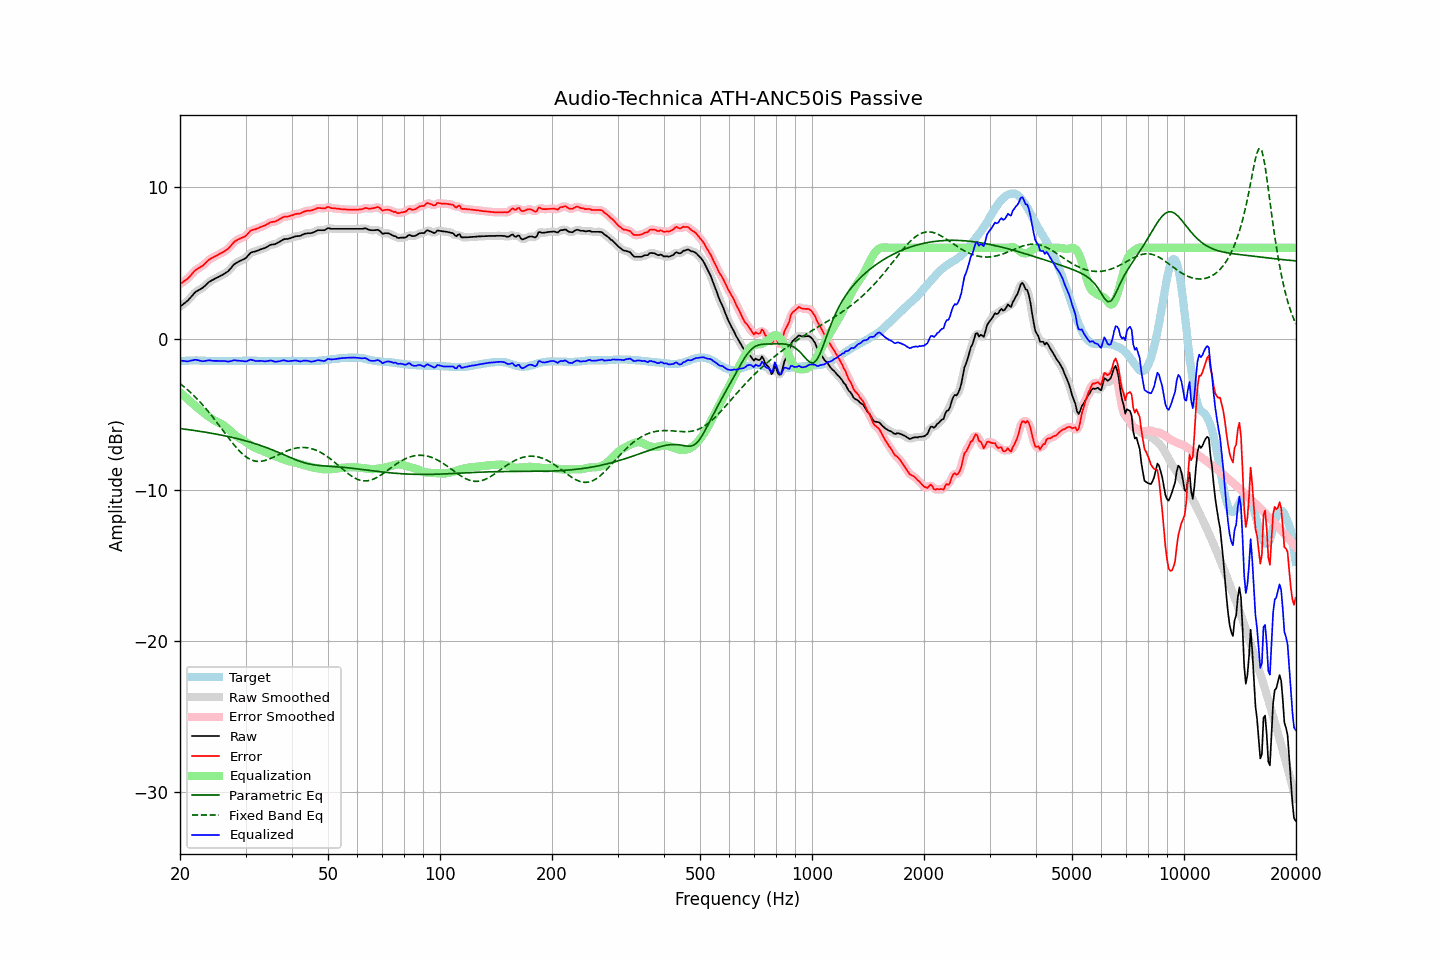 Audio-Technica ATH-ANC50iS Passive
Amplitude (dBr)
10
0
−10
−20
−30
Target
Raw Smoothed
Error Smoothed
Raw
Error
Equalization
Parametric Eq
Fixed Band Eq
Equalized
20 50 100 200 500 1000 2000 5000 10000 20000
Frequency (Hz)